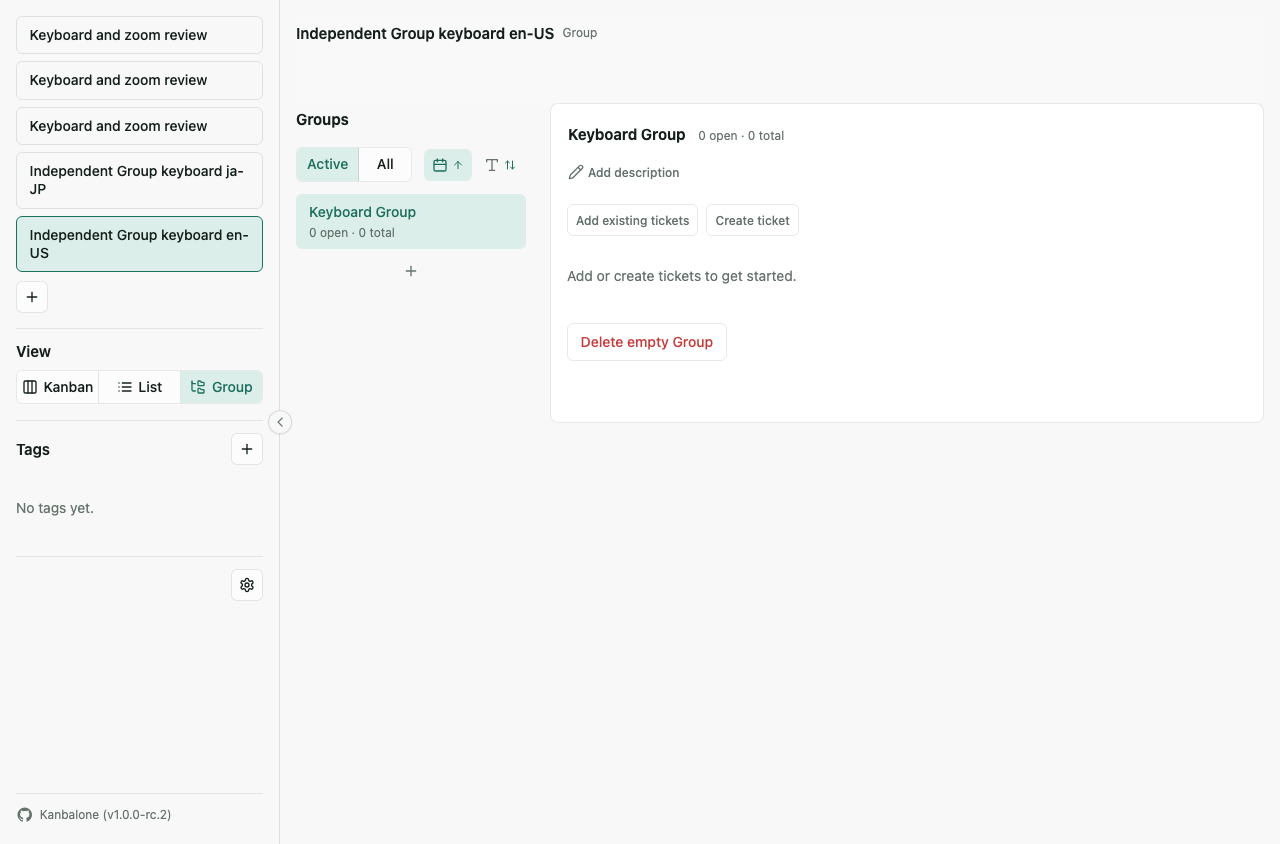 Keyboard and zoom review
Keyboard and zoom review
Keyboard and zoom review
Independent Group keyboard ja-
JP
Independent Group keyboard en-
US
View
Kanban
List
Group
Tags
No tags yet.
Kanbalone (v1.0.0-rc.2)
Independent Group keyboard en-US
Group
Groups
Active
All
Keyboard Group
0 open · 0 total
Keyboard Group
0 open · 0 total
Add description
Add existing tickets
Create ticket
Add or create tickets to get started.
Delete empty Group